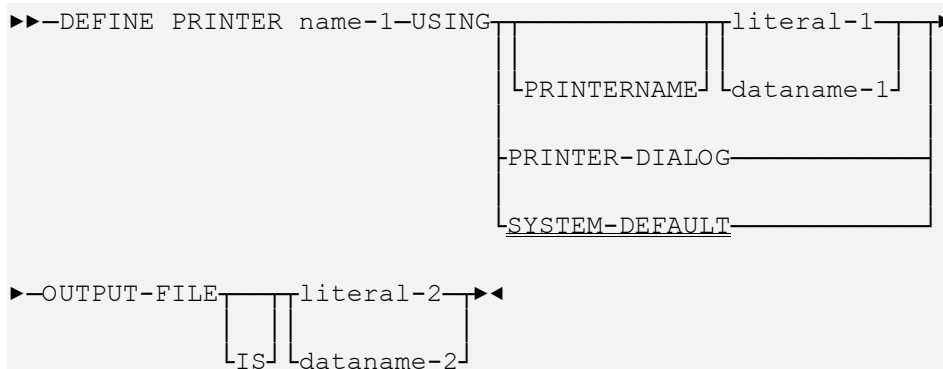 DEFINE PRINTER name-1 USING literal-1
PRINTERNAME dataname-1
PRINTER-DIALOG
SYSTEM-DEFAULT
OUTPUT-FILE literal-2
IS dataname-2